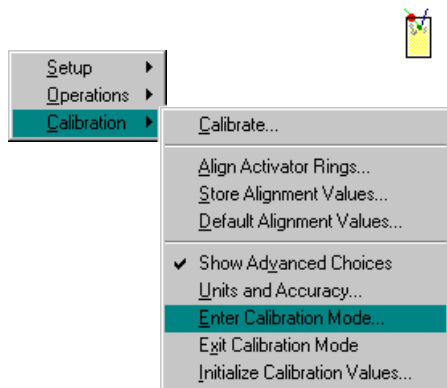 Setup
Operations
Calibration
Calibrate...
Align Activator Rings...
Store Alignment Values...
Default Alignment Values...
Show Advanced Choices
Units and Accuracy...
Enter Calibration Mode...
Exit Calibration Mode
Initialize Calibration Values...